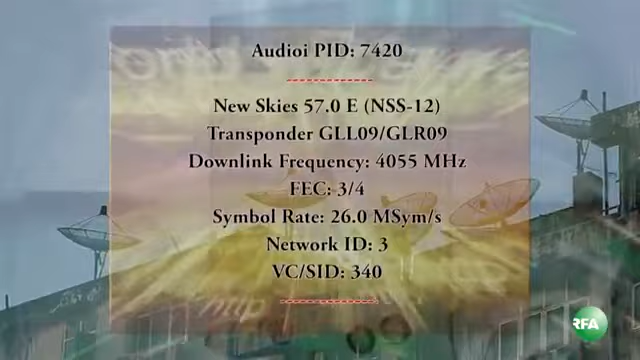 Audioi PID: 7420
------------
New Skies 57.0 E (NSS-12)
Transponder GLL09/GLR09
Downlink Frequency: 4055 MHz
FEC: 3/4
Symbol Rate: 26.0 MSym/s
Network ID: 3
VC/SID: 340
-------------
http
RFA